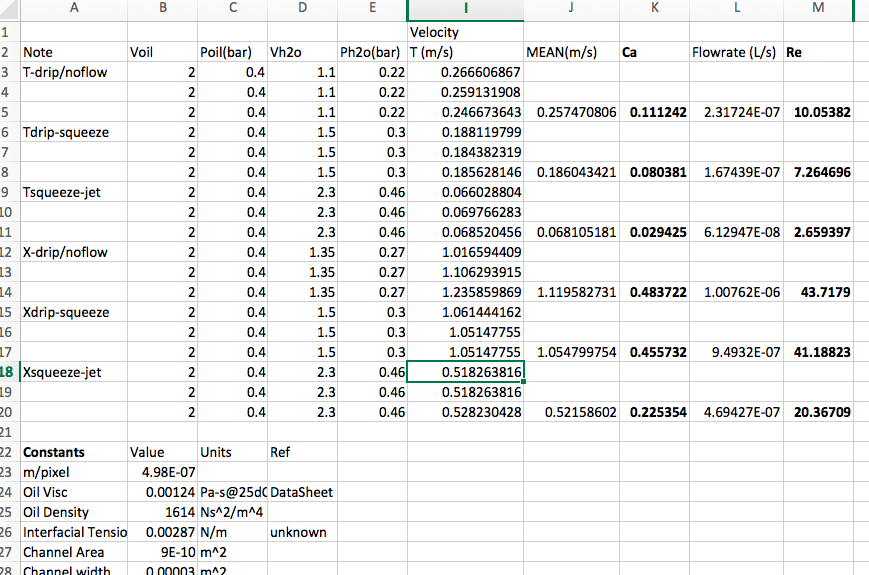 A B C D E I J K L M
1 Velocity
2 Note Voil Poil(bar) Vh2o Ph2o(bar) T (m/s) MEAN(m/s) Ca Flowrate (L/s) Re
3 T-drip/noflow 2 0.4 1.1 0.22 0.266606867
4 2 0.4 1.1 0.22 0.259131908
5 2 0.4 1.1 0.22 0.246673643 0.257470806 0.111242 2.31724E-07 10.05382
6 Tdrip-squeeze 2 0.4 1.5 0.3 0.188119799
7 2 0.4 1.5 0.3 0.184382319
8 2 0.4 1.5 0.3 0.185628146 0.186043421 0.080381 1.67439E-07 7.264696
9 Tsqueeze-jet 2 0.4 2.3 0.46 0.066028804
10 2 0.4 2.3 0.46 0.069766283
11 2 0.4 2.3 0.46 0.068520456 0.068105181 0.029425 6.12947E-08 2.659397
12 X-drip/noflow 2 0.4 1.35 0.27 1.016594409
13 2 0.4 1.35 0.27 1.106293915
14 2 0.4 1.35 0.27 1.235859869 1.119582731 0.483722 1.00762E-06 43.7179
15 Xdrip-squeeze 2 0.4 1.5 0.3 1.061444162
16 2 0.4 1.5 0.3 1.05147755
17 2 0.4 1.5 0.3 1.05147755 1.054799754 0.455732 9.4932E-07 41.18823
18 Xsqueeze-jet 2 0.4 2.3 0.46 0.518263816
19 2 0.4 2.3 0.46 0.518263816
20 2 0.4 2.3 0.46 0.528230428 0.52158602 0.225354 4.69427E-07 20.36709
21
22 Constants Value Units Ref
23 m/pixel 4.98E-07
24 Oil Visc 0.00124 Pa-s@25d DataSheet
25 Oil Density 1614 Ns^2/m^4
26 Interfacial Tensio 0.00287 N/m unknown
27 Channel Area 9E-10 m^2
28 Channel width 0.00003 m^2